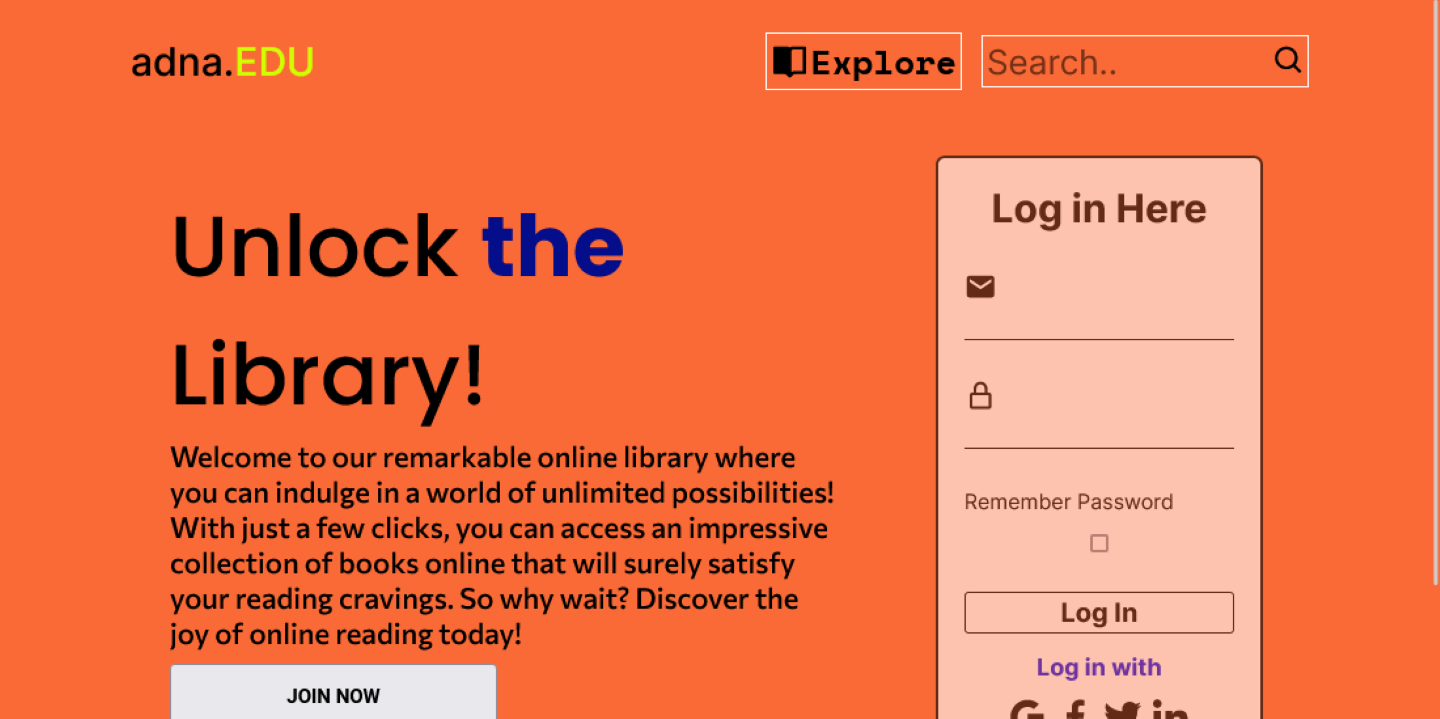 adna.EDU
Explore
Search..
Unlock the
Library!
Welcome to our remarkable online library where
you can indulge in a world of unlimited possibilities!
With just a few clicks, you can access an impressive
collection of books online that will surely satisfy
your reading cravings. So why wait? Discover the
joy of online reading today!
JOIN NOW
Log in Here
Remember Password
Log In
Log in with